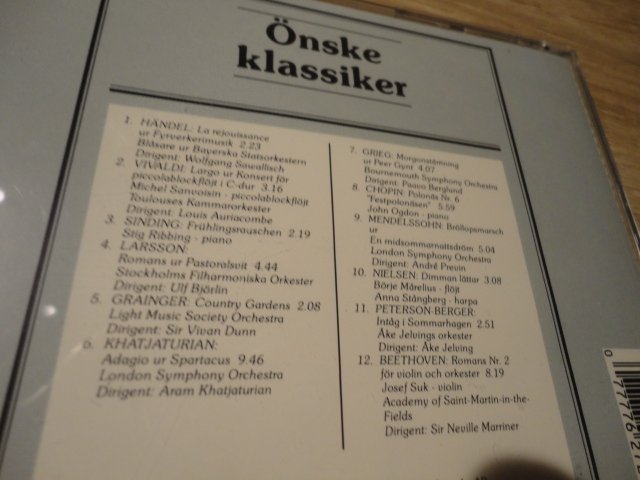 Önske
klassiker
1. HÄNDEL: La rejouissance
ur Fyrverkerimusik 2.23
Blåsare ur Bayerska Statsorkestern
Dirigent: Wolfgang Sawallisch
2. VIVALDI: Largo ur Konsert för
piccolablockflöjt i C-dur 3.16
Michel Sanvoisin - piccolablockflöjt
Toulouses Kammarorkester
Dirigent: Louis Auriacombe
3. SINDING: Frühlingsrauschen 2.19
Stig Ribbing - piano
4. LARSSON:
Romans ur Pastoralsvit 4.44
Stockholms Filharmoniska Orkester
Dirigent: Ulf Björlin
5. GRAINGER: Country Gardens 2.08
Light Music Society Orchestra
Dirigent: Sir Vivan Dunn
6. KHATJATURIAN:
Adagio ur Spartacus 9.46
London Symphony Orchestra
Dirigent: Aram Khatjaturian
7. GRIEG: Morgonstämning
ur Peer Gynt 4.07
Bournemouth Symphony Orchestra
Dirigent: Paavo Berglund
8. CHOPIN: Polonäs Nr. 6
"Festpolonäsen" 5.59
John Ogdon - piano
9. MENDELSSOHN: Bröllopsmarsch
ur
En midsommarnattsdröm 5.04
London Symphony Orchestra
Dirigent: André Previn
10. NIELSEN: Dimman lättar 3.08
Börje Mårelius - flöjt
Anna Stångberg - harpa
11. PETERSON-BERGER:
Intåg i Sommarhagen 2.51
Åke Jelvings orkester
Dirigent: Åke Jelving
12. BEETHOVEN: Romans Nr. 2
för violin och orkester 8.19
Josef Suk - violin
Academy of Saint-Martin-in-the-
Fields
Dirigent: Sir Neville Marriner
0 77776 212